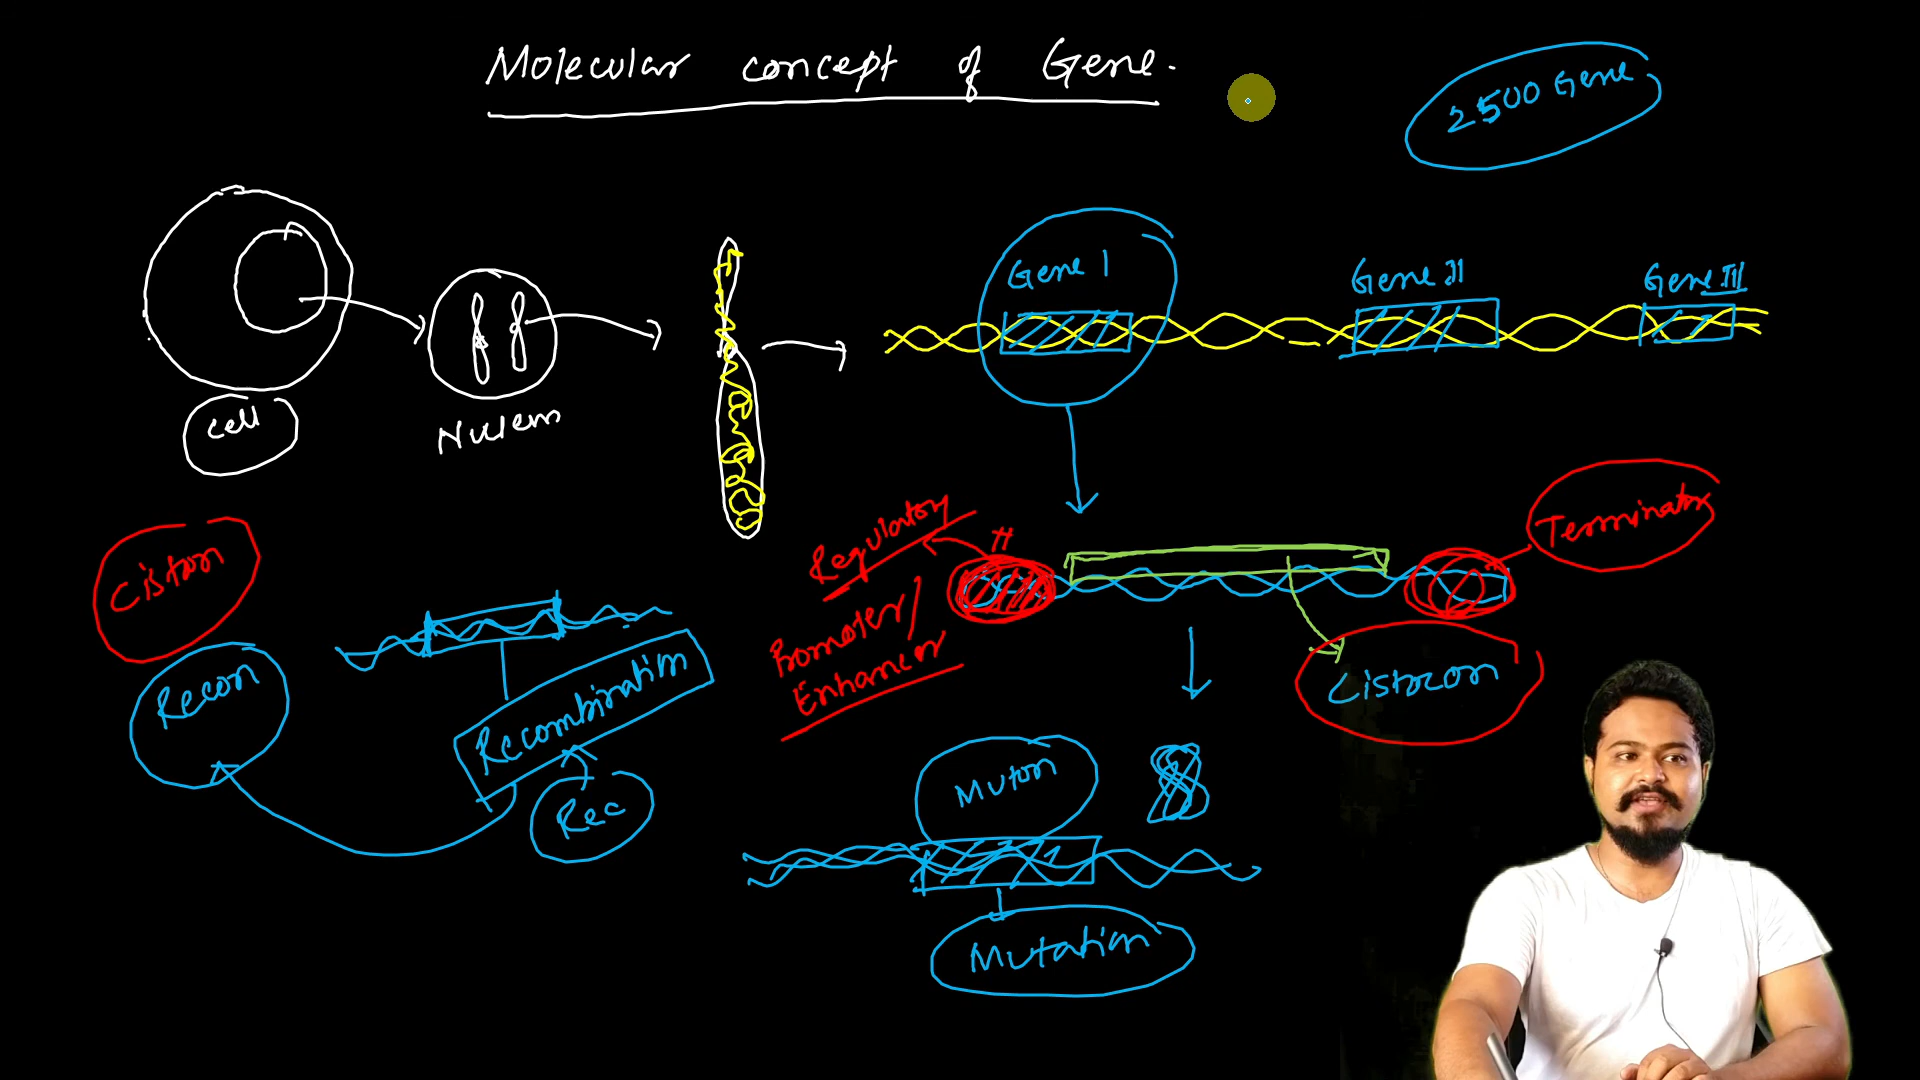 Molecular concept of Gene.
2500 Gene
Gene I
Gene II
Gene III
Cell
Nucleus
Regulatory
Promoter/
Enhancer
Terminator
Cistron
Recon
Recombination
Rec
Muton
Mutation